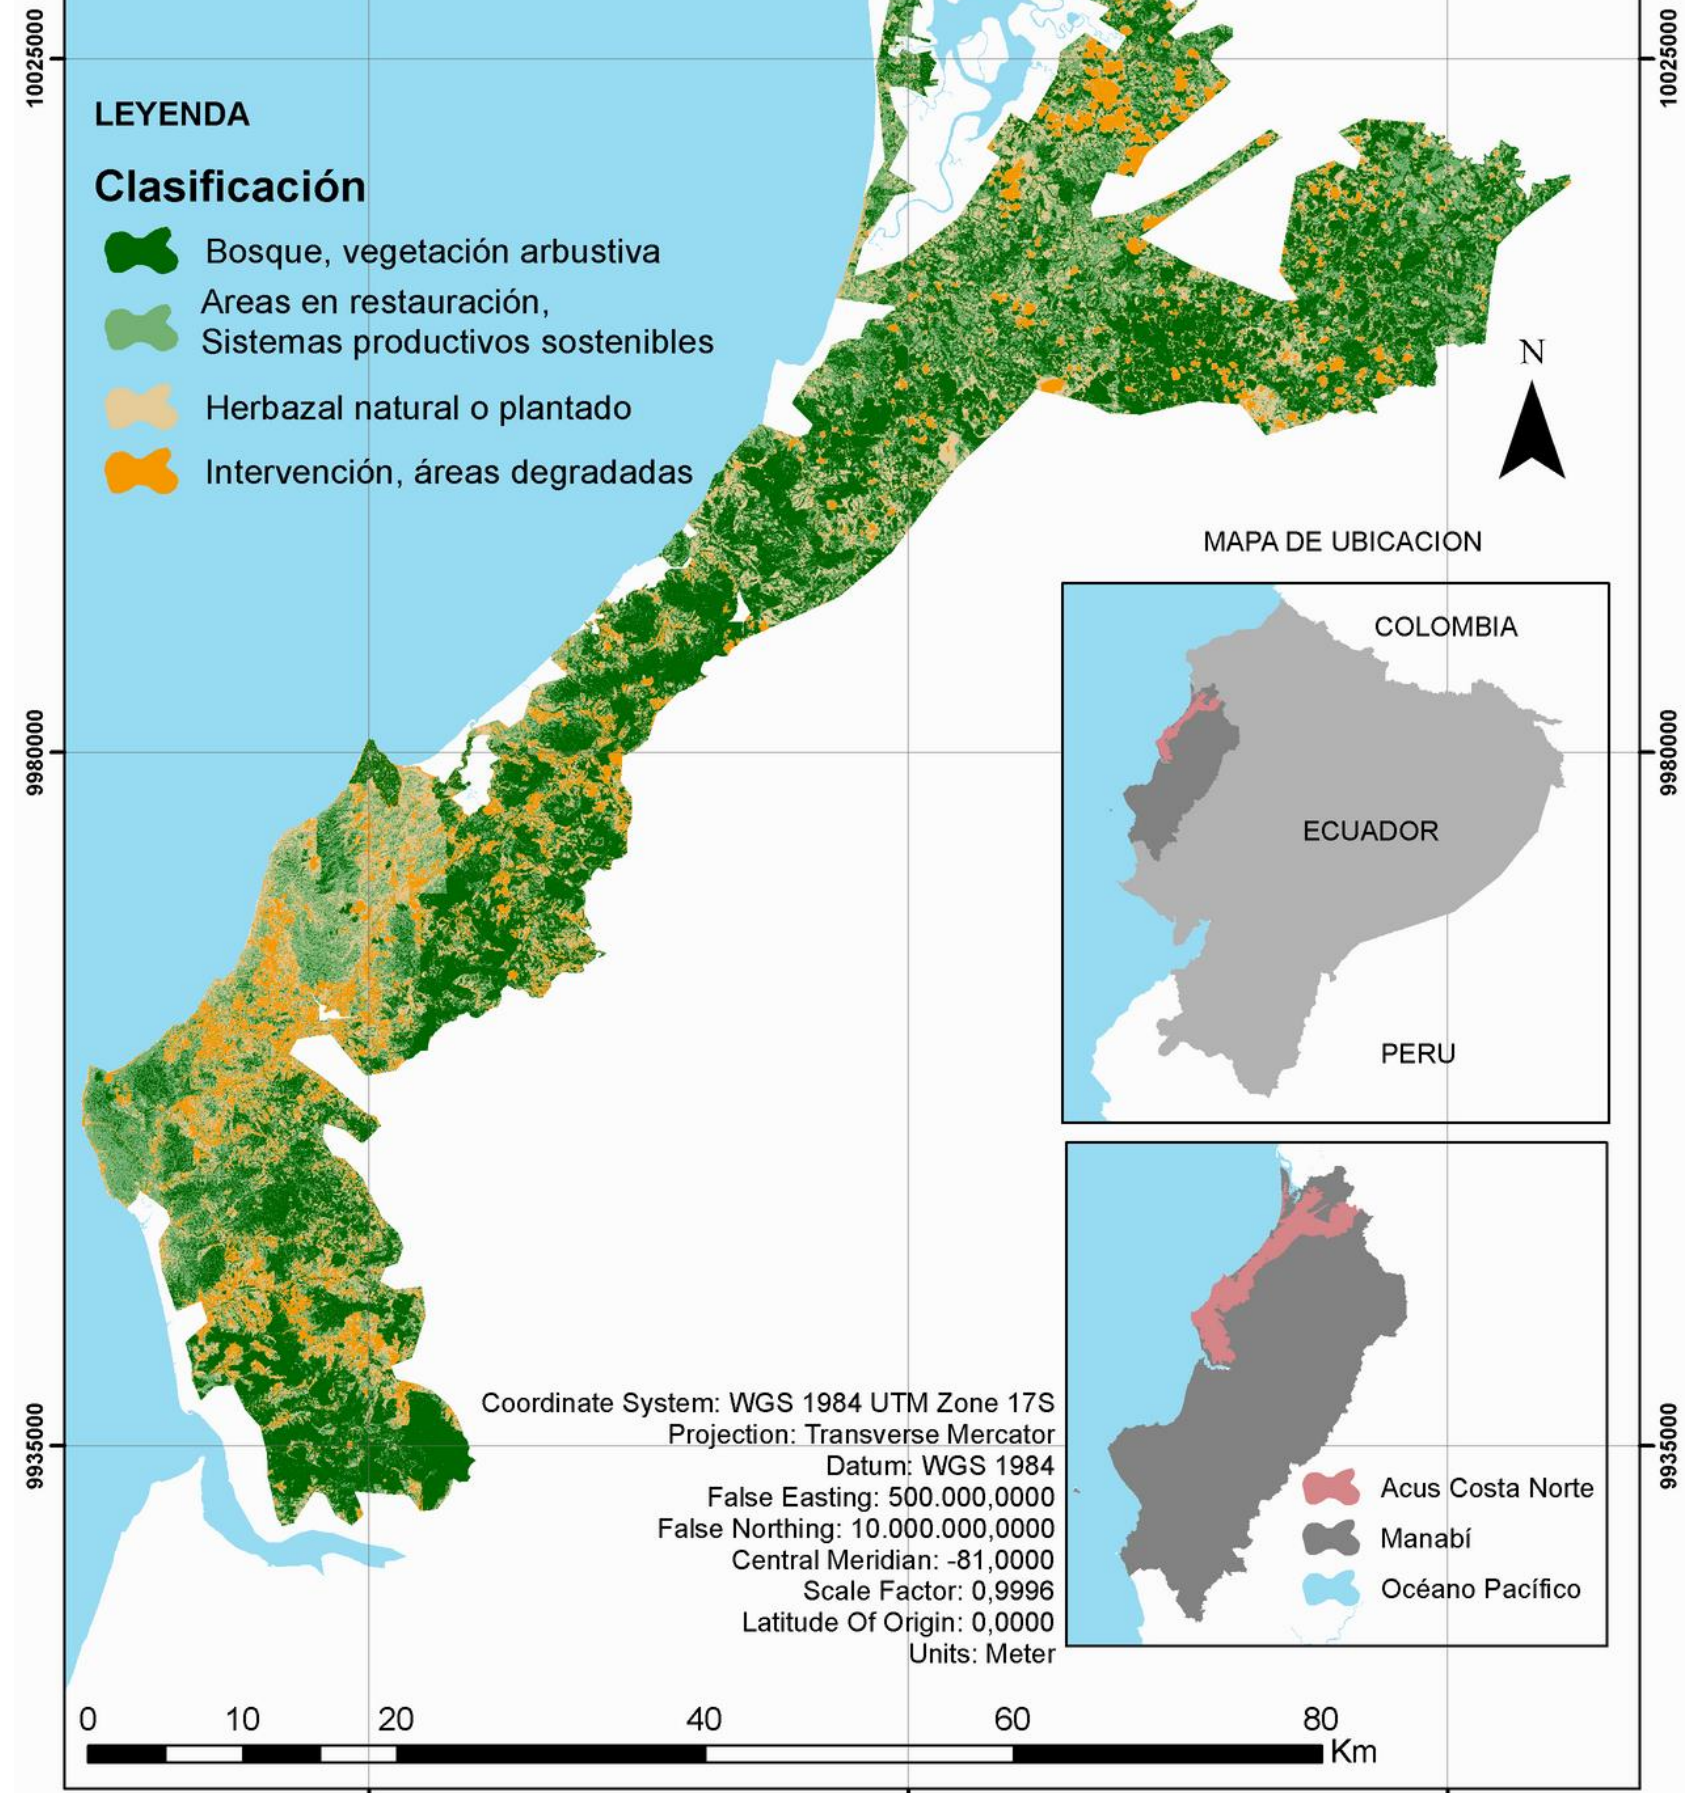 10025000
10025000
LEYENDA
Clasificación
Bosque, vegetación arbustiva
Areas en restauración,
Sistemas productivos sostenibles
Herbazal natural o plantado
Intervención, áreas degradadas
N
MAPA DE UBICACION
COLOMBIA
ECUADOR
PERU
9980000
9980000
Coordinate System: WGS 1984 UTM Zone 17S
Projection: Transverse Mercator
Datum: WGS 1984
False Easting: 500.000,0000
False Northing: 10.000.000,0000
Central Meridian: -81,0000
Scale Factor: 0,9996
Latitude Of Origin: 0,0000
Units: Meter
9935000
9935000
Acus Costa Norte
Manabí
Océano Pacífico
0 10 20 40 60 80
Km